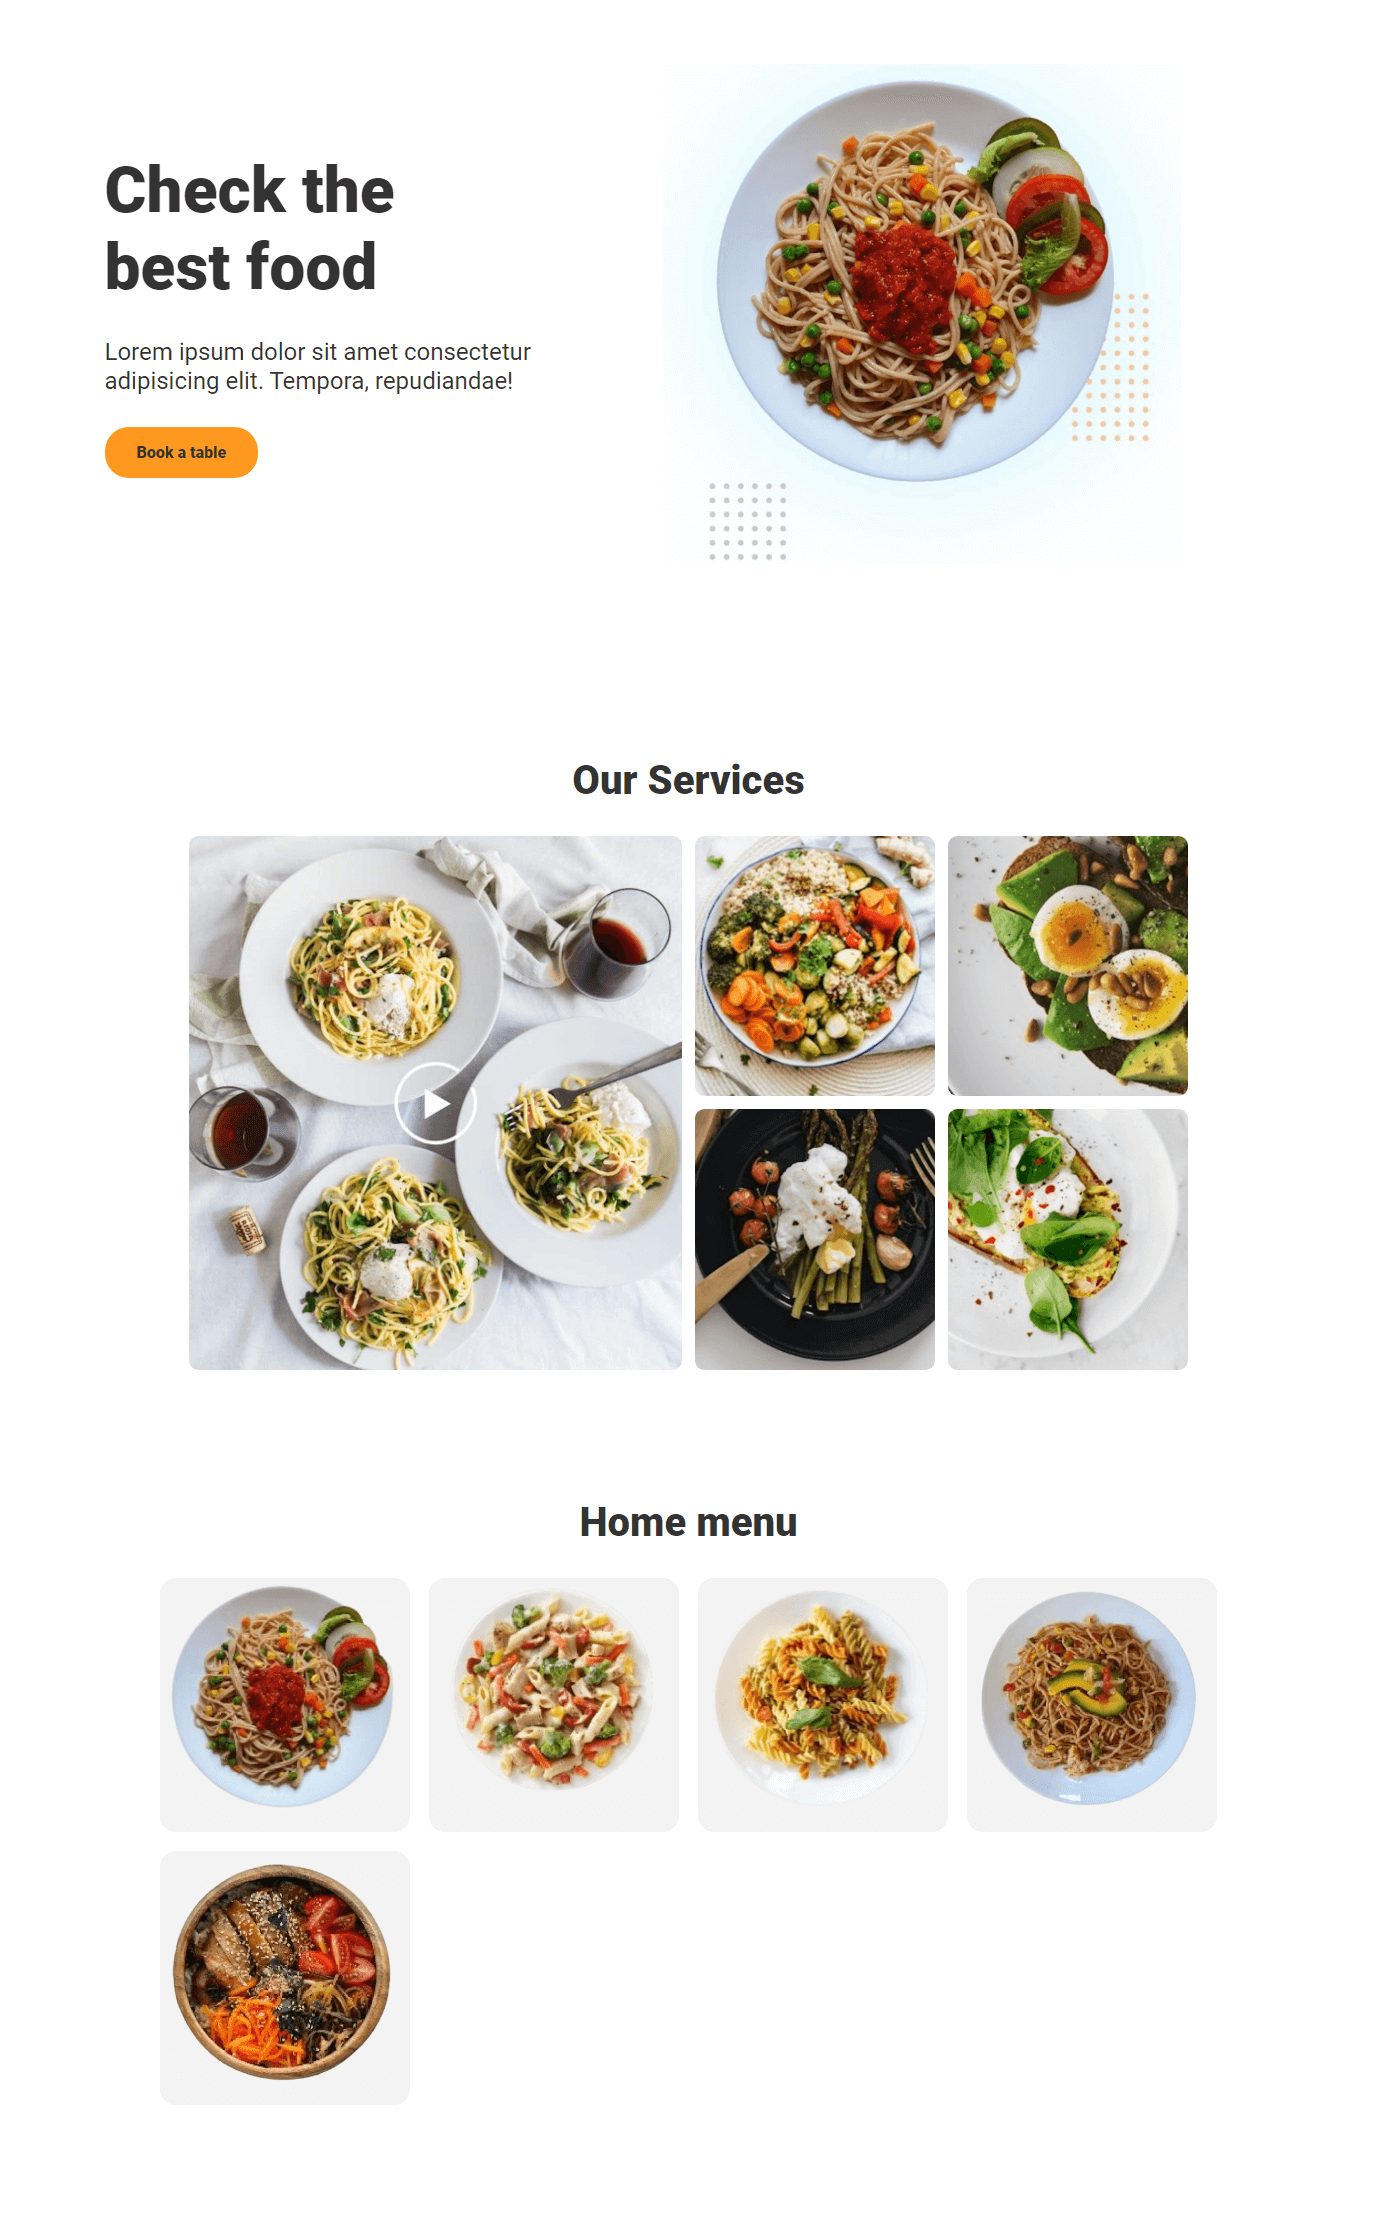 Check the
best food
Lorem ipsum dolor sit amet consectetur
adipisicing elit. Tempora, repudiandae!
Book a table
Our Services
Home menu